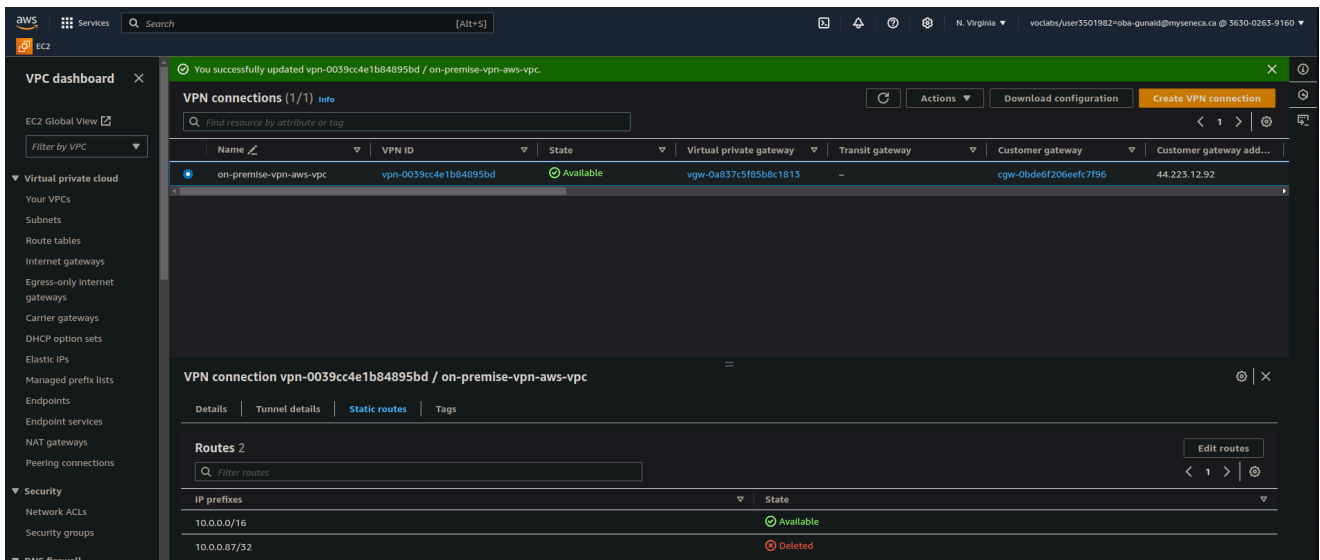 aws Services Search [Alt+S] N. Virginia voclabs/user3501982=oba-gunaid@myseneca.ca @ 3630-0263-9160
EC2
VPC dashboard
EC2 Global View
Filter by VPC
Virtual private cloud
Your VPCs
Subnets
Route tables
Internet gateways
Egress-only internet
gateways
Carrier gateways
DHCP option sets
Elastic IPs
Managed prefix lists
Endpoints
Endpoint services
NAT gateways
Peering connections
Security
Network ACLs
Security groups
DNS firewall
You successfully updated vpn-0039cc4e1b84895bd / on-premise-vpn-aws-vpc.
VPN connections (1/1) Info Actions Download configuration Create VPN connection
Find resource by attribute or tag 1
Name VPN ID State Virtual private gateway Transit gateway Customer gateway Customer gateway add...
on-premise-vpn-aws-vpc vpn-0039cc4e1b84895bd Available vgw-0a837c5f85b8c1813 – cgw-0bde6f206eefc7f96 44.223.12.92
VPN connection vpn-0039cc4e1b84895bd / on-premise-vpn-aws-vpc
Details Tunnel details Static routes Tags
Routes 2 Edit routes
Filter routes 1
IP prefixes State
10.0.0.0/16 Available
10.0.0.87/32 Deleted